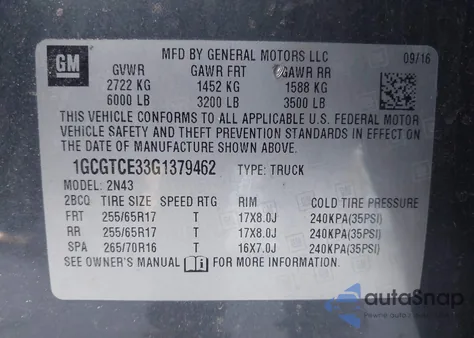 GM
MFD BY GENERAL MOTORS LLC
09/16
GVWR GAWR FRT GAWR RR
2722 KG 1452 KG 1588 KG
6000 LB 3200 LB 3500 LB
THIS VEHICLE CONFORMS TO ALL APPLICABLE U.S. FEDERAL MOTOR
VEHICLE SAFETY AND THEFT PREVENTION STANDARDS IN EFFECT ON
THE DATE OF MANUFACTURE SHOWN ABOVE.
1GCGTCE33G1379462 TYPE: TRUCK
MODEL: 2N43
2BCQ TIRE SIZE SPEED RTG RIM COLD TIRE PRESSURE
FRT 255/65R17 T 17X8.0J 240KPA(35PSI)
RR 255/65R17 T 17X8.0J 240KPA(35PSI)
SPA 265/70R16 T 16X7.0J 240KPA(35PSI)
SEE OWNER'S MANUAL FOR MORE INFORMATION.
autoSnap
Pewne auto z